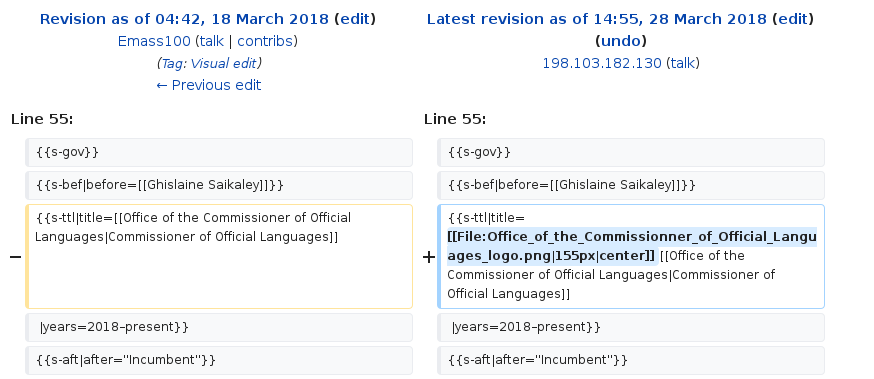 Revision as of 04:42, 18 March 2018 (edit)
Emass100 (talk | contribs)
(Tag: Visual edit)
← Previous edit
Latest revision as of 14:55, 28 March 2018 (edit)
(undo)
198.103.182.130 (talk)
Line 55:
Line 55:
{{s-gov}}
{{s-gov}}
{{s-bef|before=[[Ghislaine Saikaley]]}}
{{s-bef|before=[[Ghislaine Saikaley]]}}
−
{{s-ttl|title=[[Office of the Commissioner of Official
Languages|Commissioner of Official Languages]]
+
{{s-ttl|title=
[[File:Office_of_the_Commissionner_of_Official_Langu
ages_logo.png|155px|center]] [[Office of the
Commissioner of Official Languages|Commissioner of
Official Languages]]
|years=2018–present}}
|years=2018–present}}
{{s-aft|after="Incumbent"}}
{{s-aft|after="Incumbent"}}